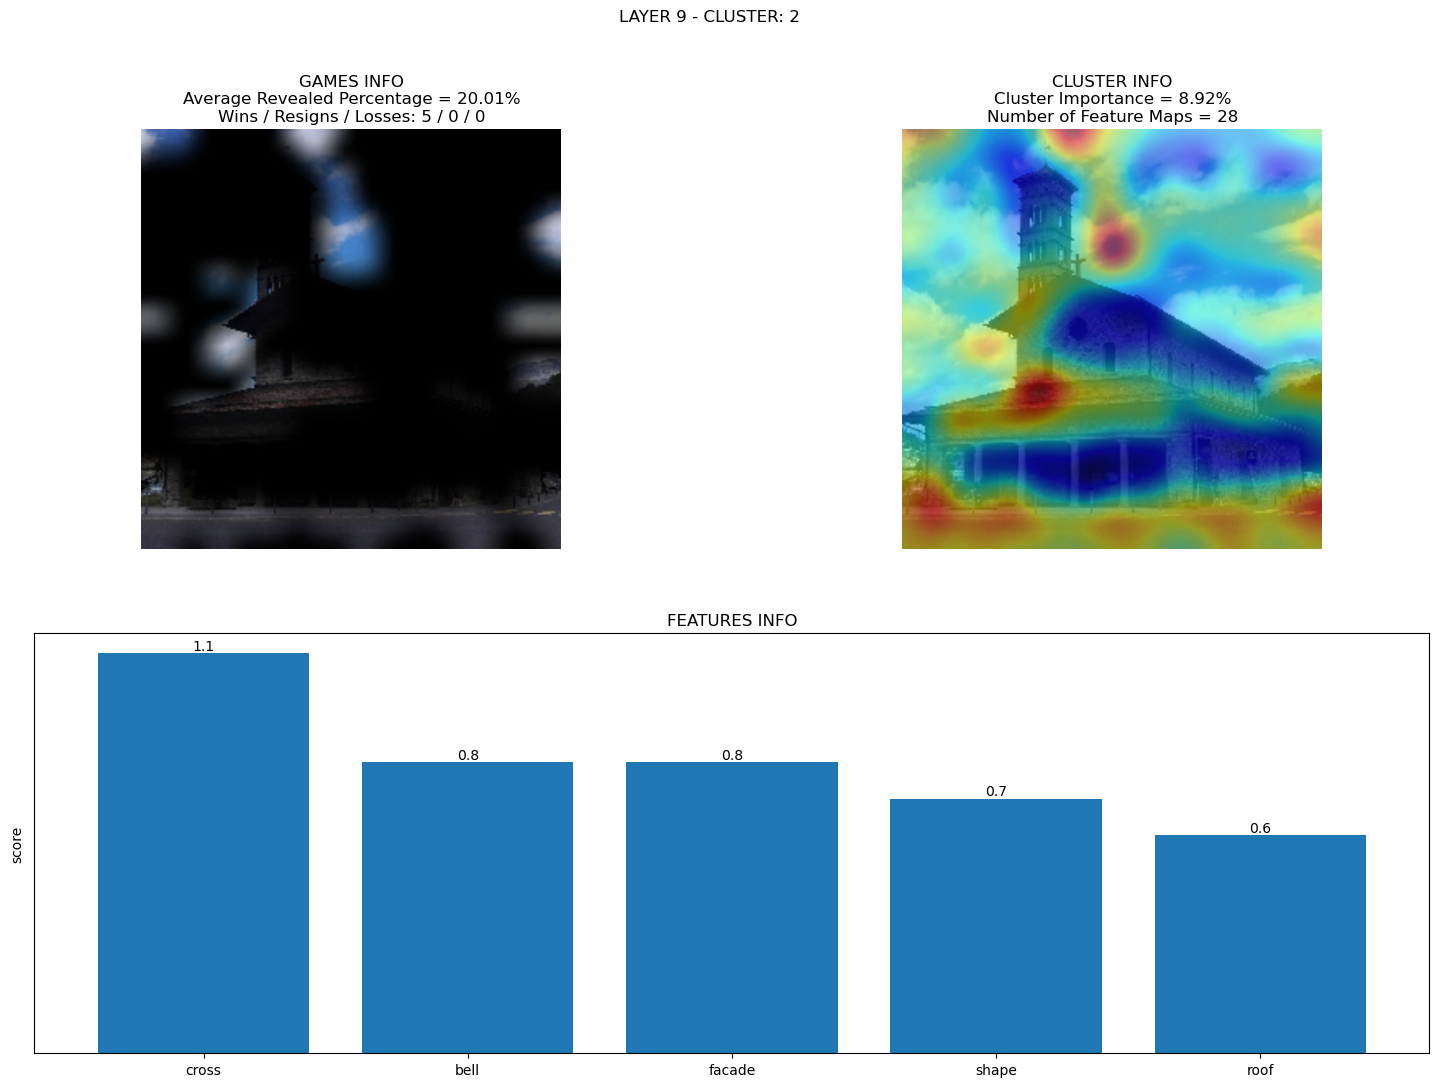 LAYER 9 - CLUSTER: 2
GAMES INFO
Average Revealed Percentage = 20.01%
Wins / Resigns / Losses: 5 / 0 / 0
CLUSTER INFO
Cluster Importance = 8.92%
Number of Feature Maps = 28
FEATURES INFO
score
1.1
0.8
0.8
0.7
0.6
cross
bell
facade
shape
roof